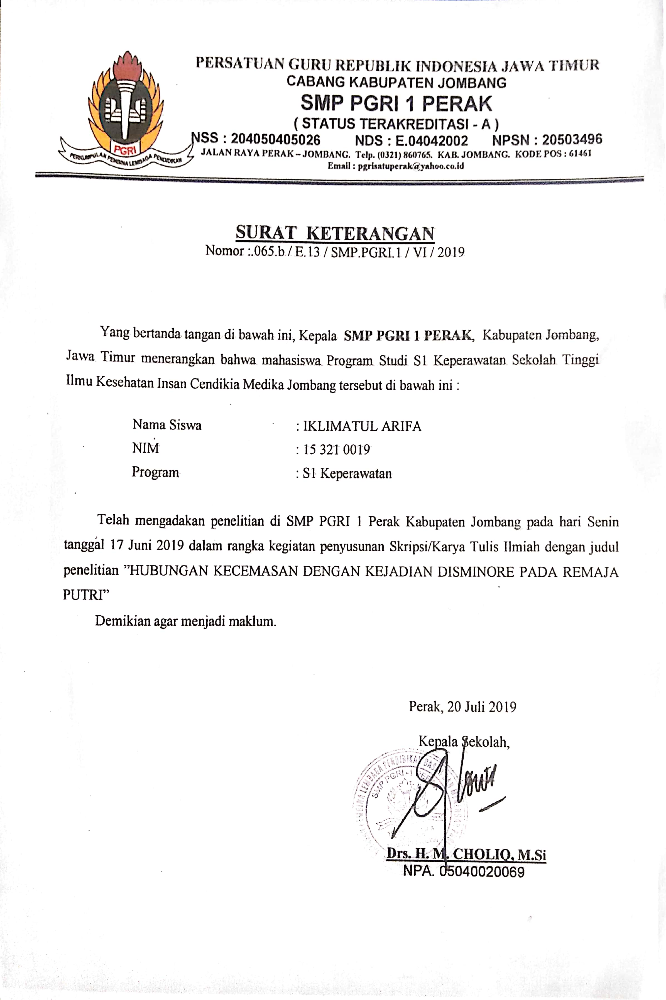 PERSATUAN GURU REPUBLIK INDONESIA JAWA TIMUR
CABANG KABUPATEN JOMBANG
SMP PGRI 1 PERAK
( STATUS TERAKREDITASI - A )
NSS : 204050405026 NDS : E.04042002 NPSN : 20503496
JALAN RAYA PERAK – JOMBANG. Telp. (0321) 860765. KAB. JOMBANG. KODE POS : 61461
Email : pgrisatuperak@yahoo.co.id
PGRI
PERKUMPULAN PEMBINA LEMBAGA PENDIDIKAN
SURAT KETERANGAN
Nomor :.065.b / E.13 / SMP.PGRI.1 / VI / 2019
Yang bertanda tangan di bawah ini, Kepala SMP PGRI 1 PERAK, Kabupaten Jombang,
Jawa Timur menerangkan bahwa mahasiswa Program Studi S1 Keperawatan Sekolah Tinggi
Ilmu Kesehatan Insan Cendikia Medika Jombang tersebut di bawah ini :
Nama Siswa : IKLIMATUL ARIFA
NIM : 15 321 0019
Program : S1 Keperawatan
Telah mengadakan penelitian di SMP PGRI 1 Perak Kabupaten Jombang pada hari Senin
tanggal 17 Juni 2019 dalam rangka kegiatan penyusunan Skripsi/Karya Tulis Ilmiah dengan judul
penelitian ”HUBUNGAN KECEMASAN DENGAN KEJADIAN DISMINORE PADA REMAJA
PUTRI”
Demikian agar menjadi maklum.
Perak, 20 Juli 2019
Kepala Sekolah,
LEMBAGA PENDIDIKAN DAS
SMP PGRI-1
Drs. H. M. CHOLIQ, M.Si
NPA. 05040020069